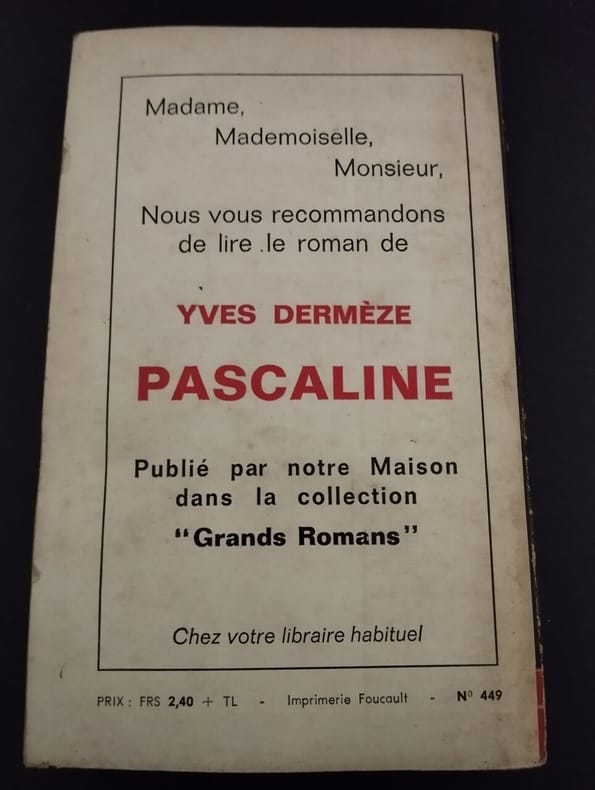 Madame,
Mademoiselle,
Monsieur,
Nous vous recommandons
de lire .le roman de
YVES DERMÈZE
PASCALINE
Publié par notre Maison
dans la collection
“Grands Romans”
Chez votre libraire habituel
PRIX : FRS 2,40 + TL - Imprimerie Foucault - Nº 449